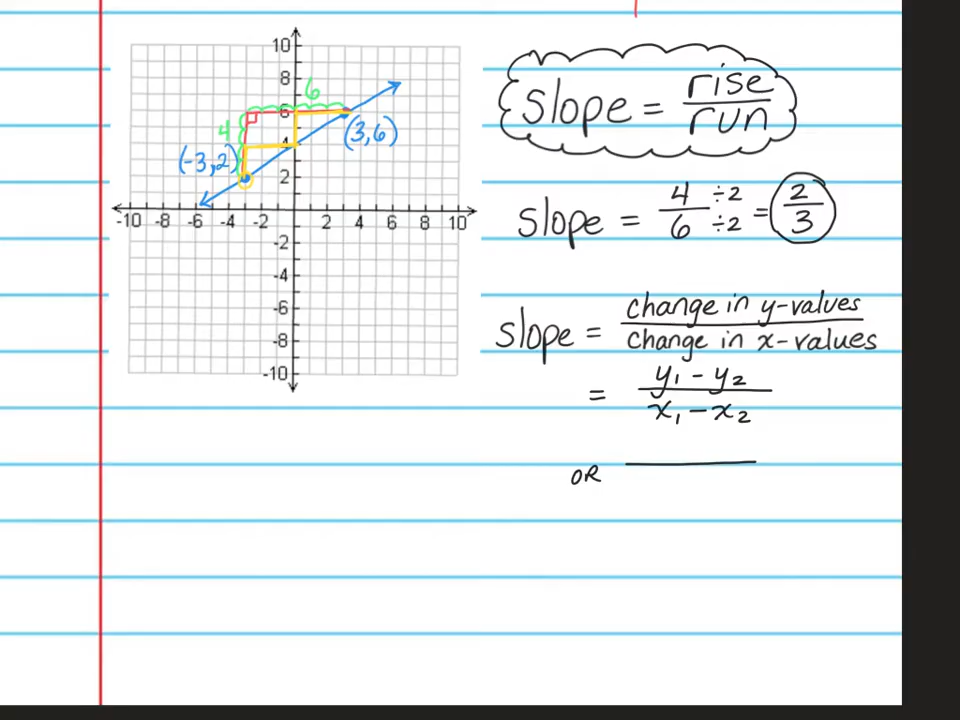 slope = rise/run
10
8
6
6
4
(3,6)
4
(-3,2)
2
-10 -8 -6 -4 -2 2 4 6 8 10
-2
-4
-6
-8
-10
slope = 4/6 ÷2/÷2 = 2/3
slope = change in y-values/change in x-values
= y₁ - y₂/x₁ - x₂
OR